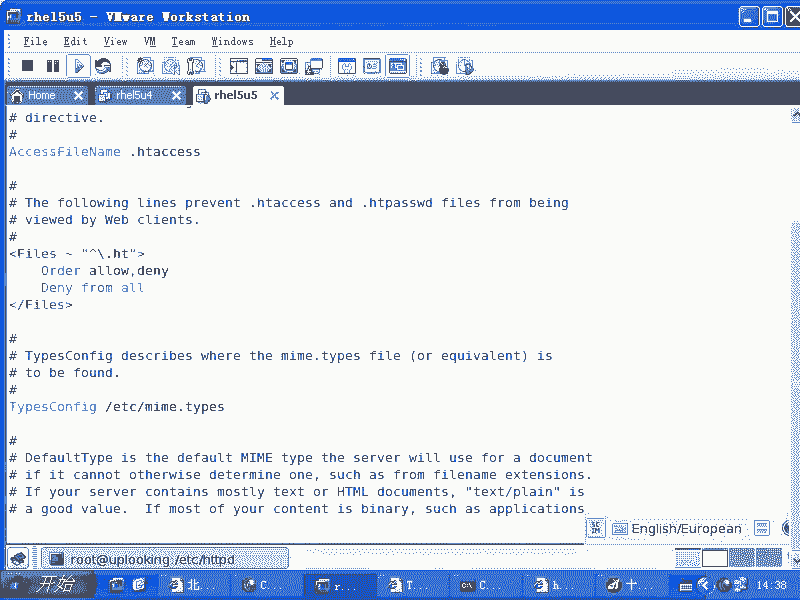 rhel5u5 - VMware Workstation
File Edit View VM Team Windows Help
Home rhel5u4 rhel5u5
# directive.
#
AccessFileName .htaccess
#
# The following lines prevent .htaccess and .htpasswd files from being
# viewed by Web clients.
#
<Files ~ "^\.ht">
    Order allow,deny
    Deny from all
</Files>
#
# TypesConfig describes where the mime.types file (or equivalent) is
# to be found.
#
TypesConfig /etc/mime.types
#
# DefaultType is the default MIME type the server will use for a document
# if it cannot otherwise determine one, such as from filename extensions.
# If your server contains mostly text or HTML documents, "text/plain" is
# a good value.  If most of your content is binary, such as applications
English/European
root@uplooking:/etc/httpd
开始 北... C... r... T... C... h... 十... 14:38